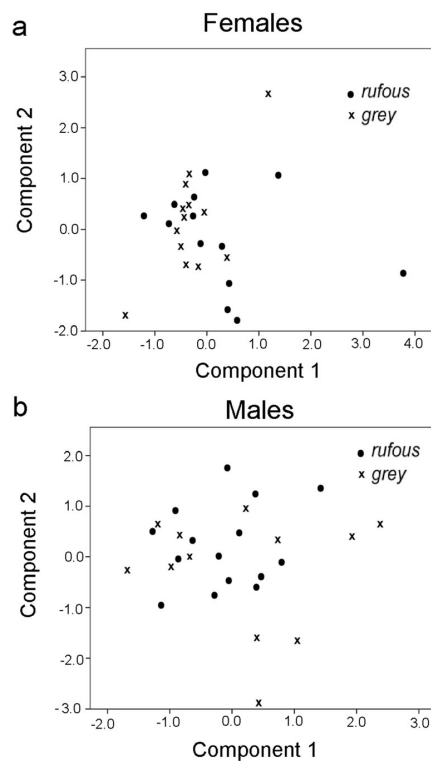 a
Females
Component 2
3.0
2.0
1.0
0.0
-1.0
-2.0
● rufous
x grey
-2.0 -1.0 0.0 1.0 2.0 3.0 4.0
Component 1
b
Males
Component 2
2.0
1.0
0.0
-1.0
-2.0
-3.0
● rufous
x grey
-2.0 -1.0 0.0 1.0 2.0 3.0
Component 1